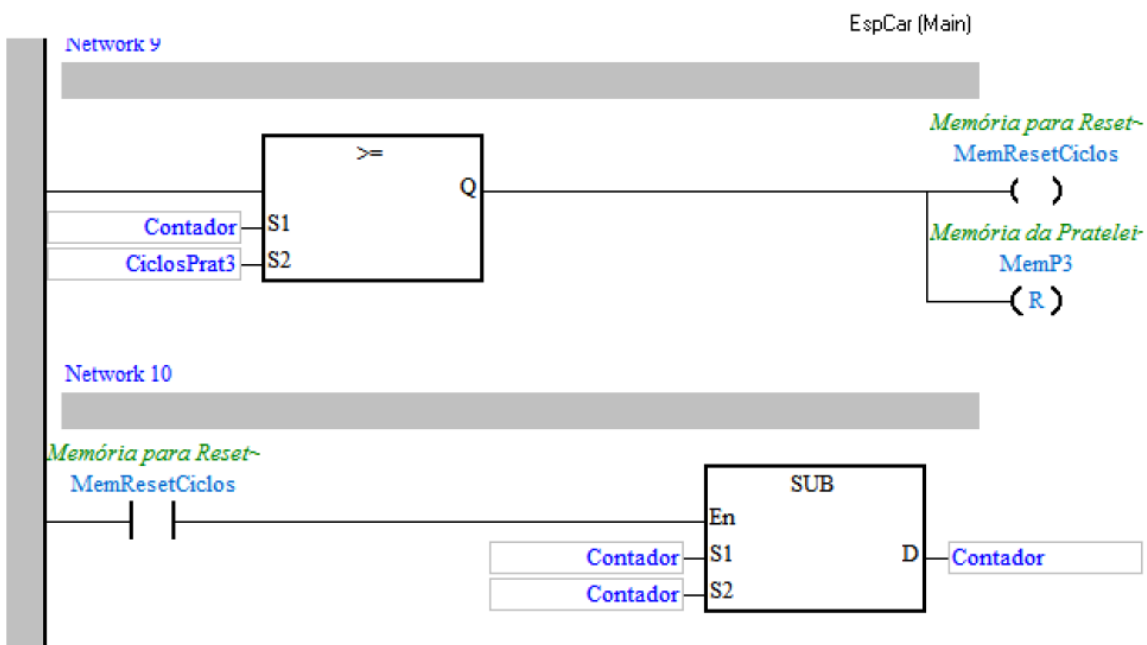 EspCar (Main)
Network 9
Memória para Reset~
MemResetCiclos
>=
Q
Contador
S1
CiclosPrat3
S2
Memória da Pratelei~
MemP3
R
Network 10
Memória para Reset~
MemResetCiclos
SUB
En
Contador
S1
D
Contador
Contador
S2